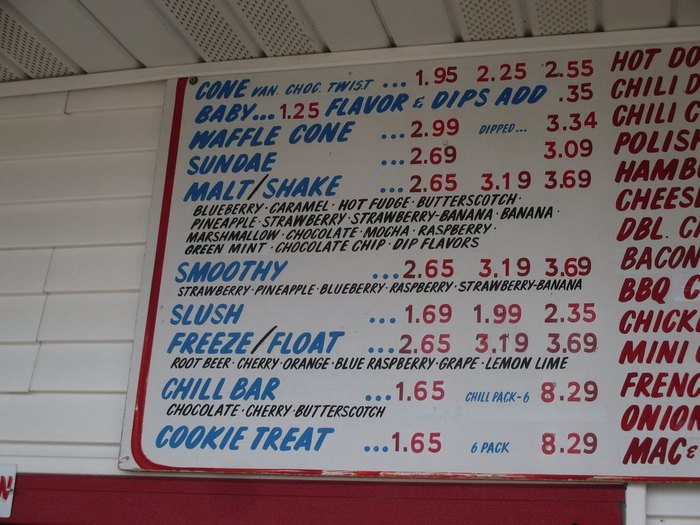 CONE VAN. CHOC. TWIST ... 1.95 2.25 2.55
BABY... 1.25 FLAVOR & DIPS ADD .35
WAFFLE CONE ... 2.99 DIPPED... 3.34
SUNDAE ... 2.69 3.09
MALT/SHAKE ... 2.65 3.19 3.69
BLUEBERRY · CARAMEL · HOT FUDGE · BUTTERSCOTCH ·
PINEAPPLE · STRAWBERRY · STRAWBERRY-BANANA · BANANA ·
MARSHMALLOW · CHOCOLATE · MOCHA · RASPBERRY ·
GREEN MINT · CHOCOLATE CHIP · DIP FLAVORS
SMOOTHY ... 2.65 3.19 3.69
STRAWBERRY · PINEAPPLE · BLUEBERRY · RASPBERRY · STRAWBERRY-BANANA
SLUSH ... 1.69 1.99 2.35
FREEZE/FLOAT ... 2.65 3.19 3.69
ROOT BEER · CHERRY · ORANGE · BLUE RASPBERRY · GRAPE · LEMON LIME
CHILL BAR ... 1.65 CHILL PACK-6 8.29
CHOCOLATE · CHERRY · BUTTERSCOTCH
COOKIE TREAT ... 1.65 6 PACK 8.29
HOT DO
CHILI D
CHILI C
POLISH
HAMBU
CHEES
DBL. C
BACON
BBQ C
CHICK
MINI
FRENC
ONION
MAC &